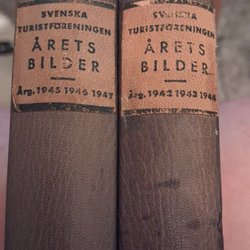 SVENSKA
TURISTFÖRENINGEN
ÅRETS
BILDER
Årg. 1945 1946 1947
SVENSKA
TURISTFÖRENINGEN
ÅRETS
BILDER
Årg. 1942 1943 1944